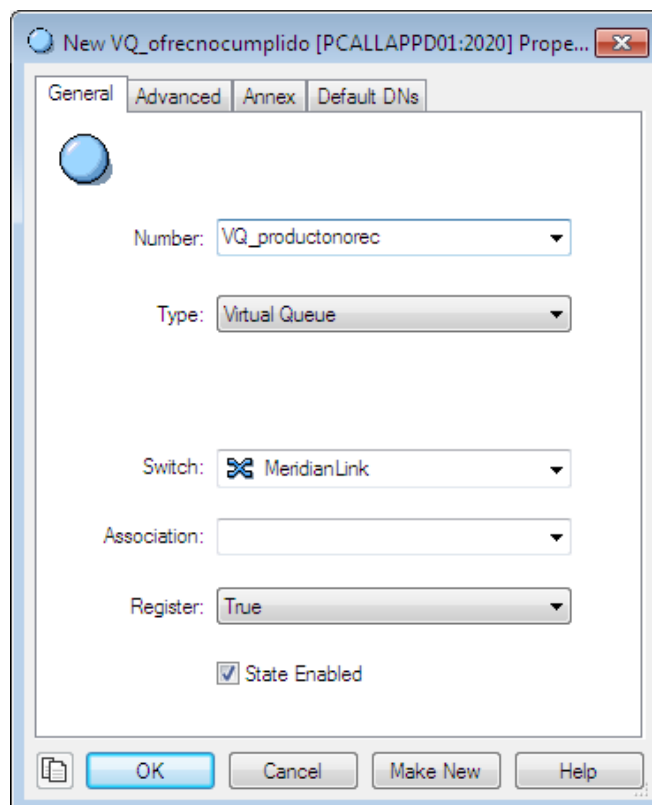 New VQ_ofrecnocumplido [PCALLAPPD01:2020] Prope...
General Advanced Annex Default DNs
Number: VQ_productonorec
Type: Virtual Queue
Switch: MeridianLink
Association:
Register: True
State Enabled
OK Cancel Make New Help